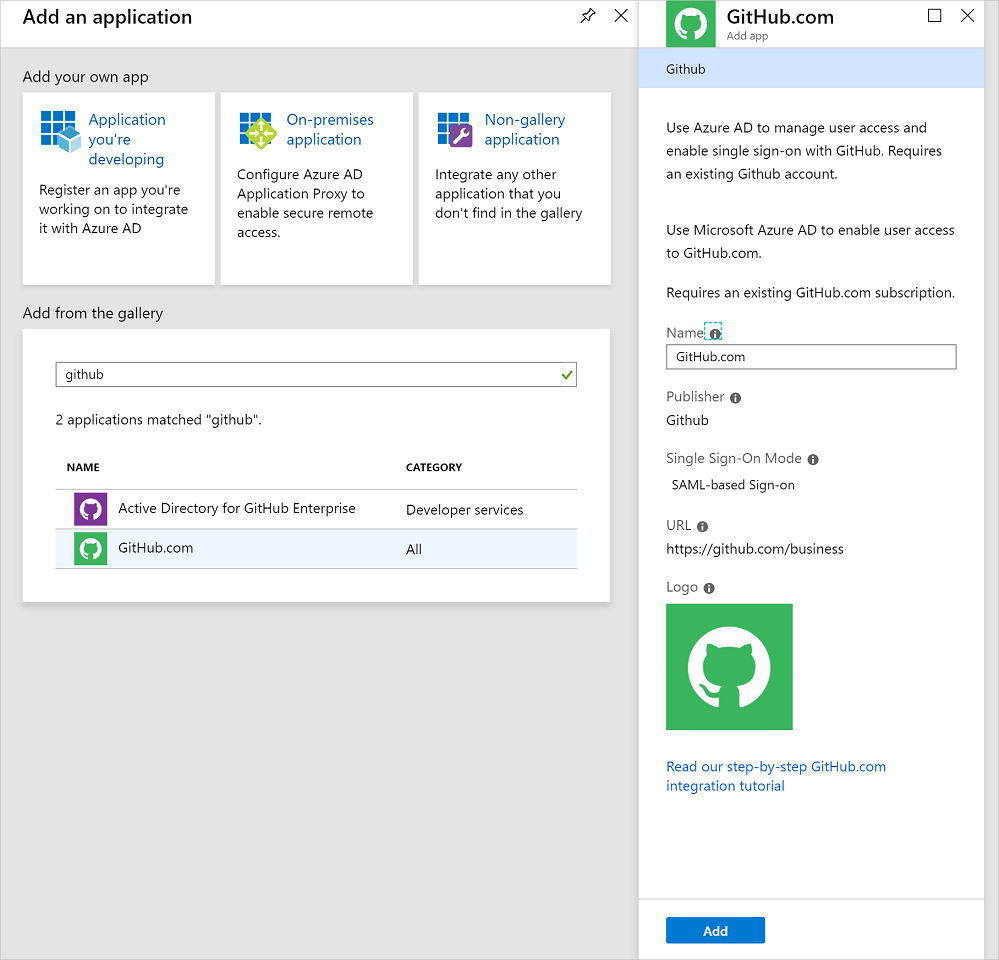 Add an application
Add your own app
Application
you're
developing
Register an app you're
working on to integrate
it with Azure AD
On-premises
application
Configure Azure AD
Application Proxy to
enable secure remote
access.
Non-gallery
application
Integrate any other
application that you
don't find in the gallery
Add from the gallery
github
2 applications matched "github".
NAME CATEGORY
Active Directory for GitHub Enterprise Developer services
GitHub.com All
GitHub.com
Add app
Github
Use Azure AD to manage user access and
enable single sign-on with GitHub. Requires
an existing Github account.
Use Microsoft Azure AD to enable user access
to GitHub.com.
Requires an existing GitHub.com subscription.
Name
GitHub.com
Publisher
Github
Single Sign-On Mode
SAML-based Sign-on
URL
https://github.com/business
Logo
Read our step-by-step GitHub.com
integration tutorial
Add